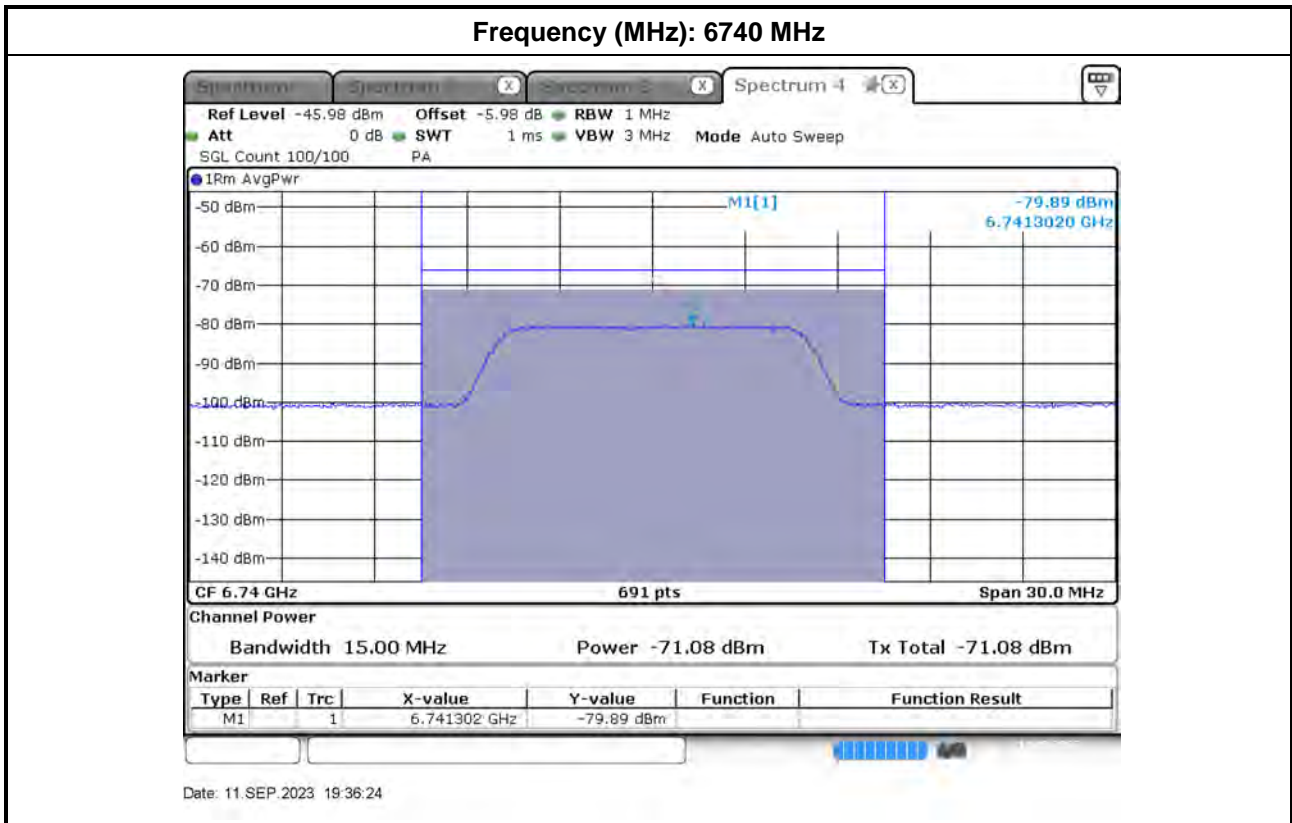 Frequency (MHz): 6740 MHz
Spectrum 4
Ref Level -45.98 dBm Offset -5.98 dB RBW 1 MHz
Att 0 dB SWT 1 ms VBW 3 MHz Mode Auto Sweep
SGL Count 100/100 PA
1Rm AvgPwr
M1[1] -79.89 dBm
6.7413020 GHz
-50 dBm
-60 dBm
-70 dBm
-80 dBm
-90 dBm
-100 dBm
-110 dBm
-120 dBm
-130 dBm
-140 dBm
CF 6.74 GHz 691 pts Span 30.0 MHz
Channel Power
Bandwidth 15.00 MHz Power -71.08 dBm Tx Total -71.08 dBm
Marker
Type Ref Trc X-value Y-value Function Function Result
M1 1 6.741302 GHz -79.89 dBm
Date: 11.SEP.2023 19:36:24